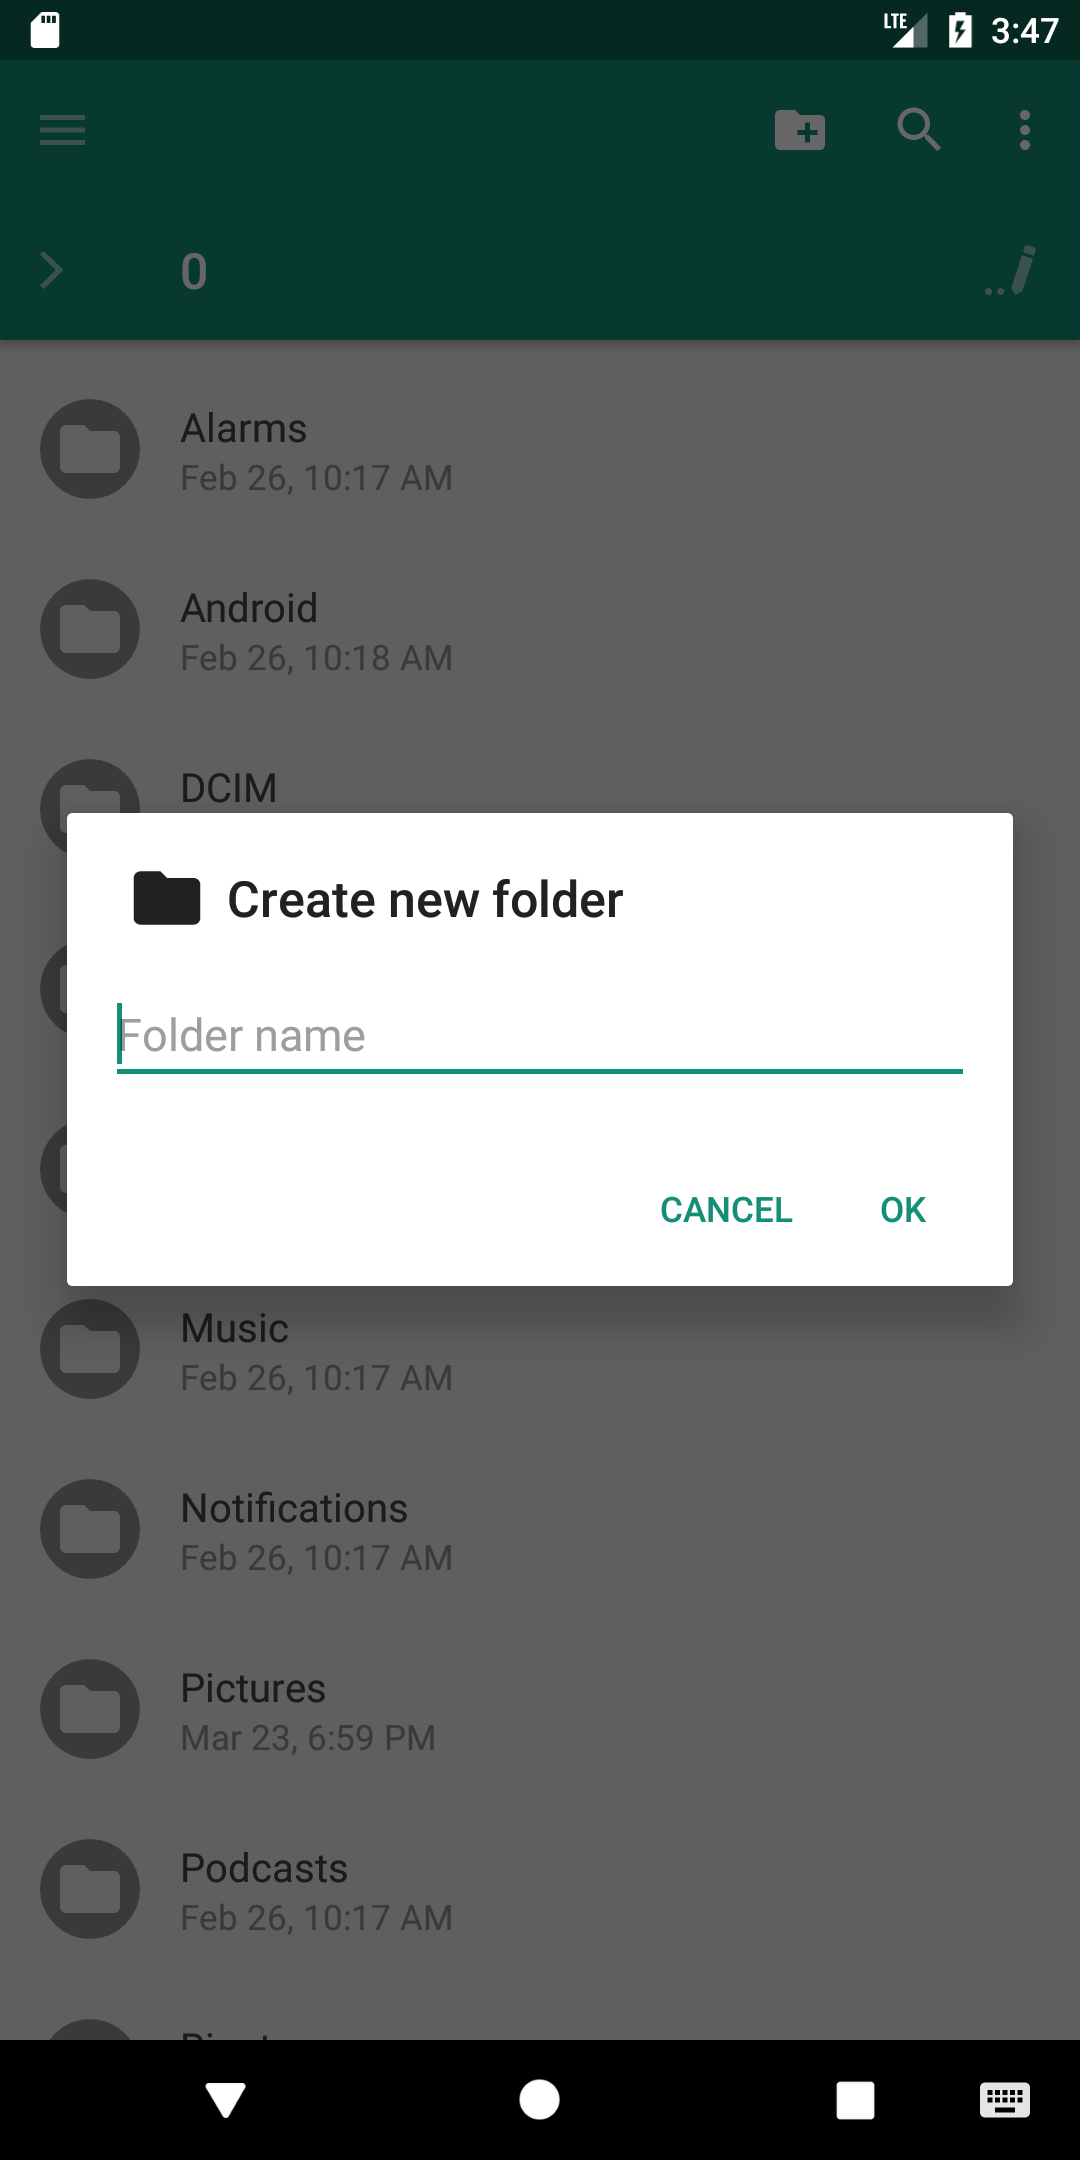 LTE 3:47
0
Alarms
Feb 26, 10:17 AM
Android
Feb 26, 10:18 AM
DCIM
Create new folder
Folder name
CANCEL OK
Music
Feb 26, 10:17 AM
Notifications
Feb 26, 10:17 AM
Pictures
Mar 23, 6:59 PM
Podcasts
Feb 26, 10:17 AM